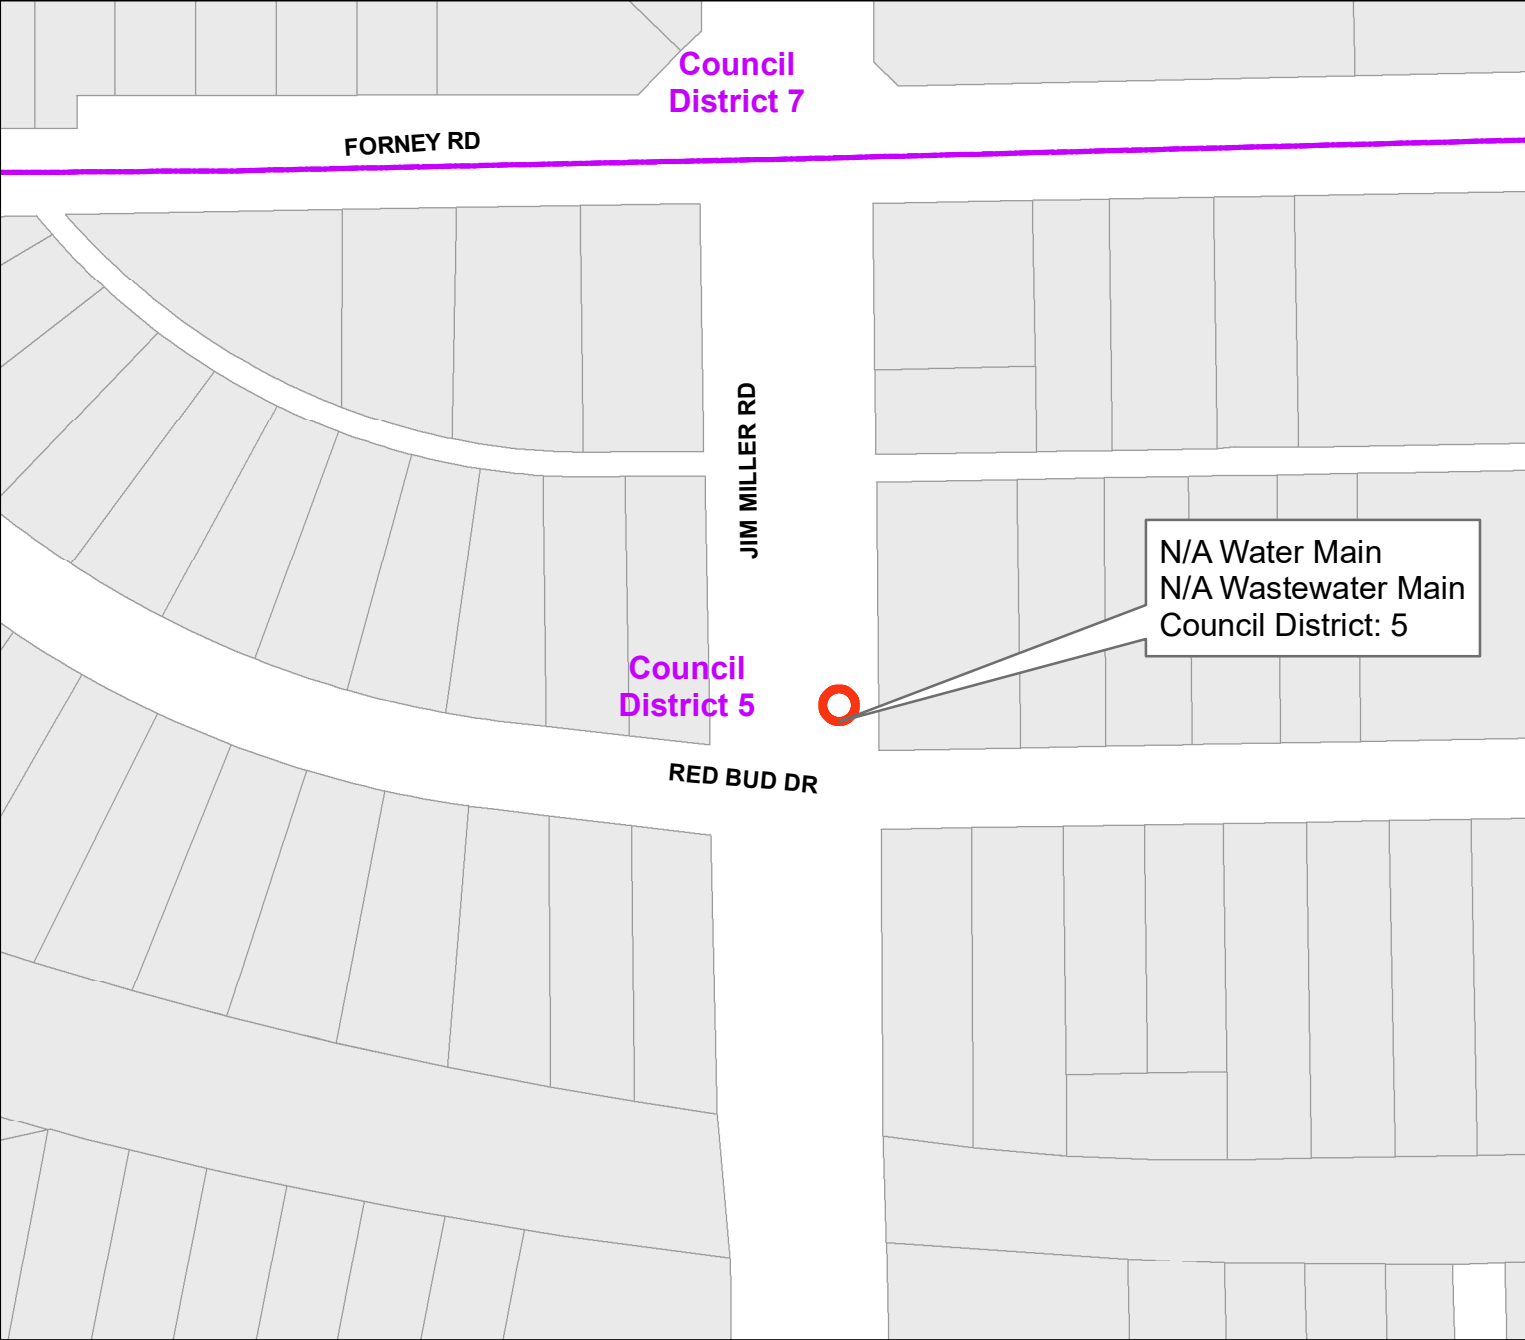 Council
District 7
FORNEY RD
JIM MILLER RD
N/A Water Main
N/A Wastewater Main
Council District: 5
Council
District 5
RED BUD DR